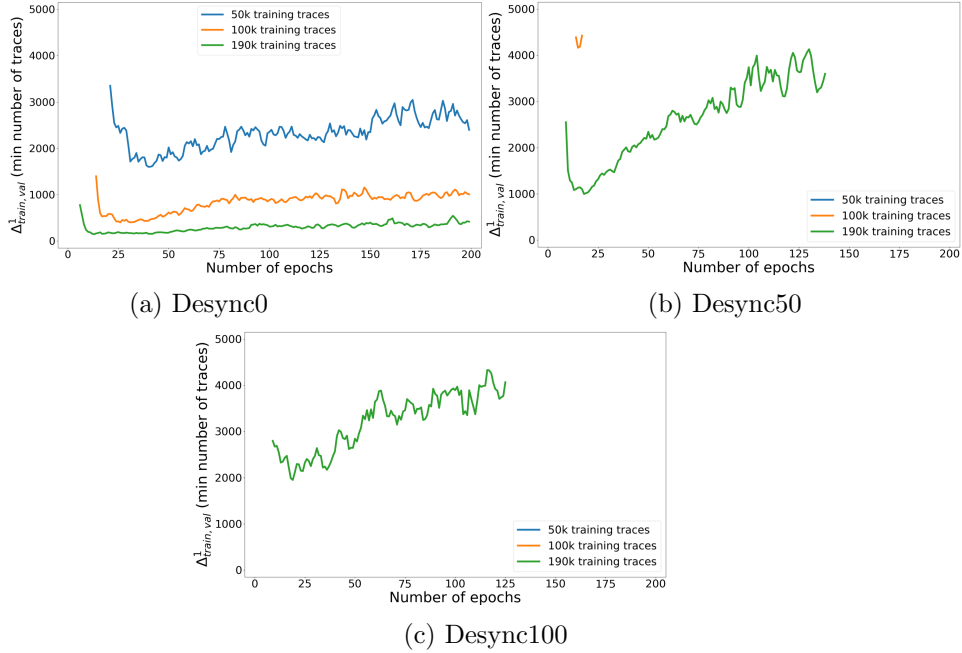 50k training traces
100k training traces
190k training traces
5000
4000
3000
2000
1000
0
Δ¹train,val (min number of traces)
0 25 50 75 100 125 150 175 200
Number of epochs
(a) Desync0
5000
4000
3000
2000
1000
0
Δ¹train,val (min number of traces)
50k training traces
100k training traces
190k training traces
0 25 50 75 100 125 150 175 200
Number of epochs
(b) Desync50
5000
4000
3000
2000
1000
0
Δ¹train,val (min number of traces)
50k training traces
100k training traces
190k training traces
0 25 50 75 100 125 150 175 200
Number of epochs
(c) Desync100